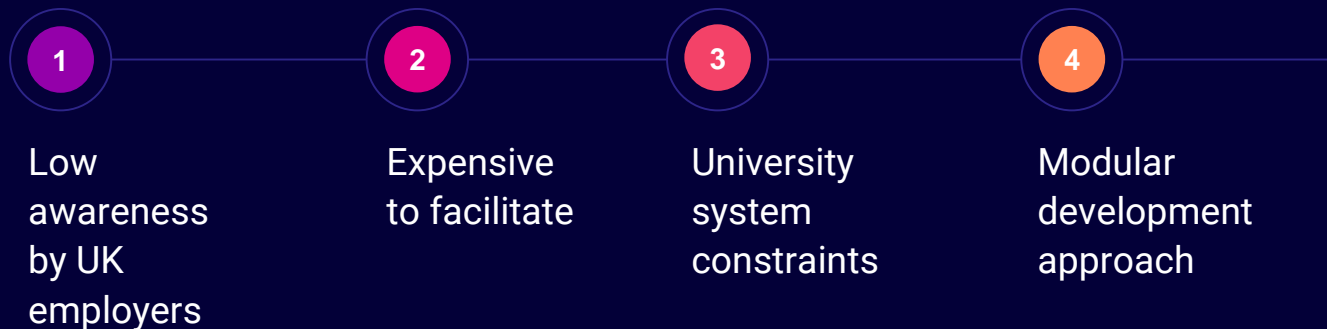 1
Low
awareness
by UK
employers
2
Expensive
to facilitate
3
University
system
constraints
4
Modular
development
approach